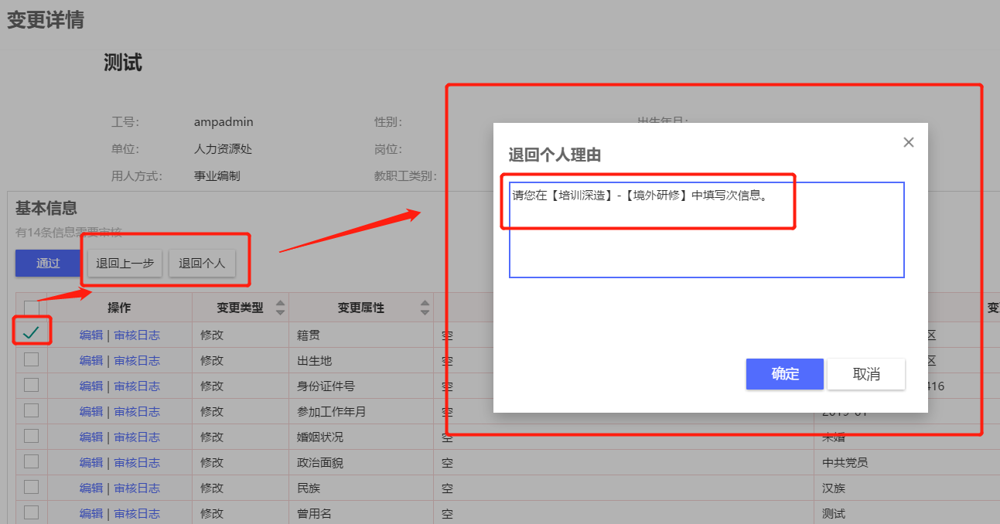 变更详情
测试
工号： ampadmin 性别： 出生年月：
单位： 人力资源处 岗位：
用人方式： 事业编制 教职工类别：
基本信息
有14条信息需要审核
通过 退回上一步 退回个人
操作 变更类型 变更属性
编辑 | 审核日志 修改 籍贯 空 区
编辑 | 审核日志 修改 出生地 空 区
编辑 | 审核日志 修改 身份证件号 空 416
编辑 | 审核日志 修改 参加工作年月 空 2019-01
编辑 | 审核日志 修改 婚姻状况 空 未婚
编辑 | 审核日志 修改 政治面貌 空 中共党员
编辑 | 审核日志 修改 民族 空 汉族
编辑 | 审核日志 修改 曾用名 空 测试
退回个人理由
请您在【培训深造】-【境外研修】中填写次信息。
确定 取消